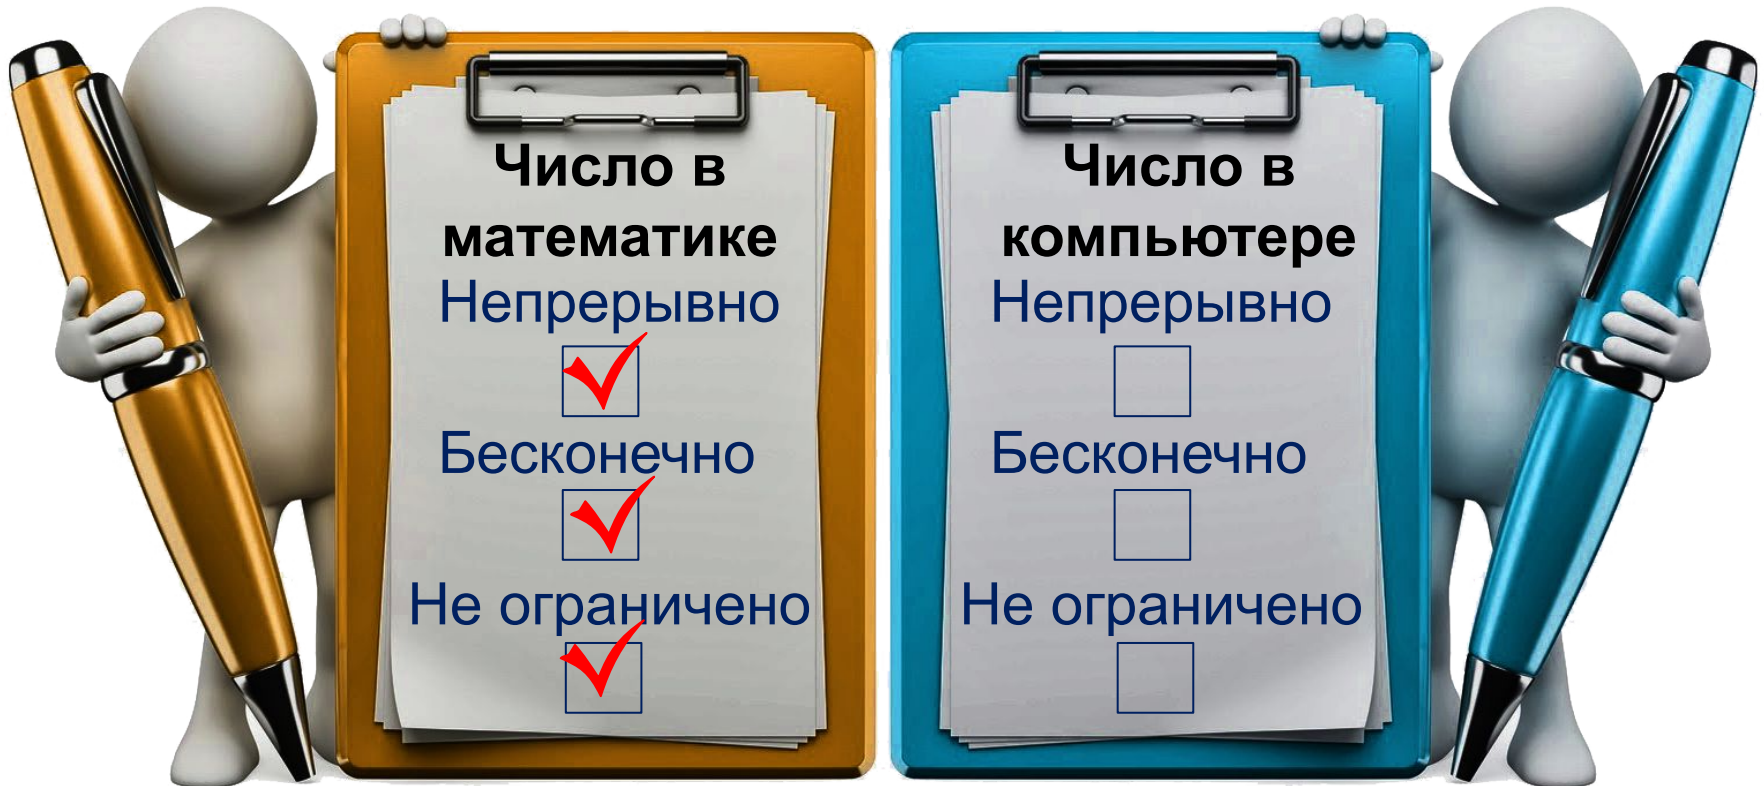 Число в
математике
Непрерывно
Бесконечно
Не ограничено
Число в
компьютере
Непрерывно
Бесконечно
Не ограничено